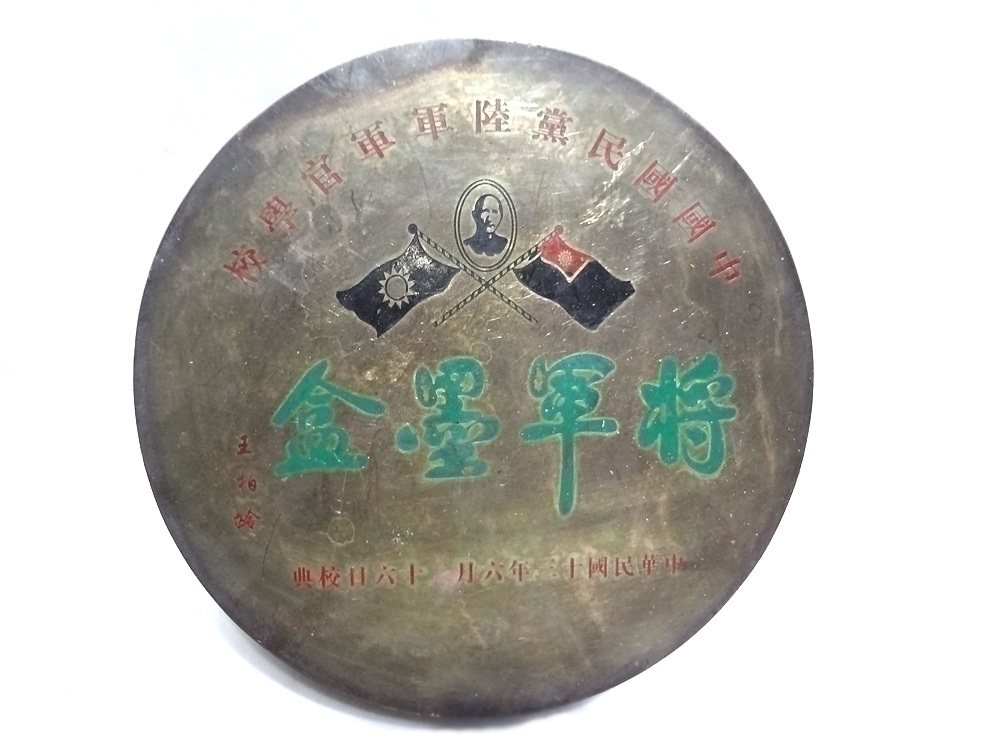 中國國民黨陸軍軍官學校
将軍墨盒
王柏齡
中華民國十三年六月十六日校典